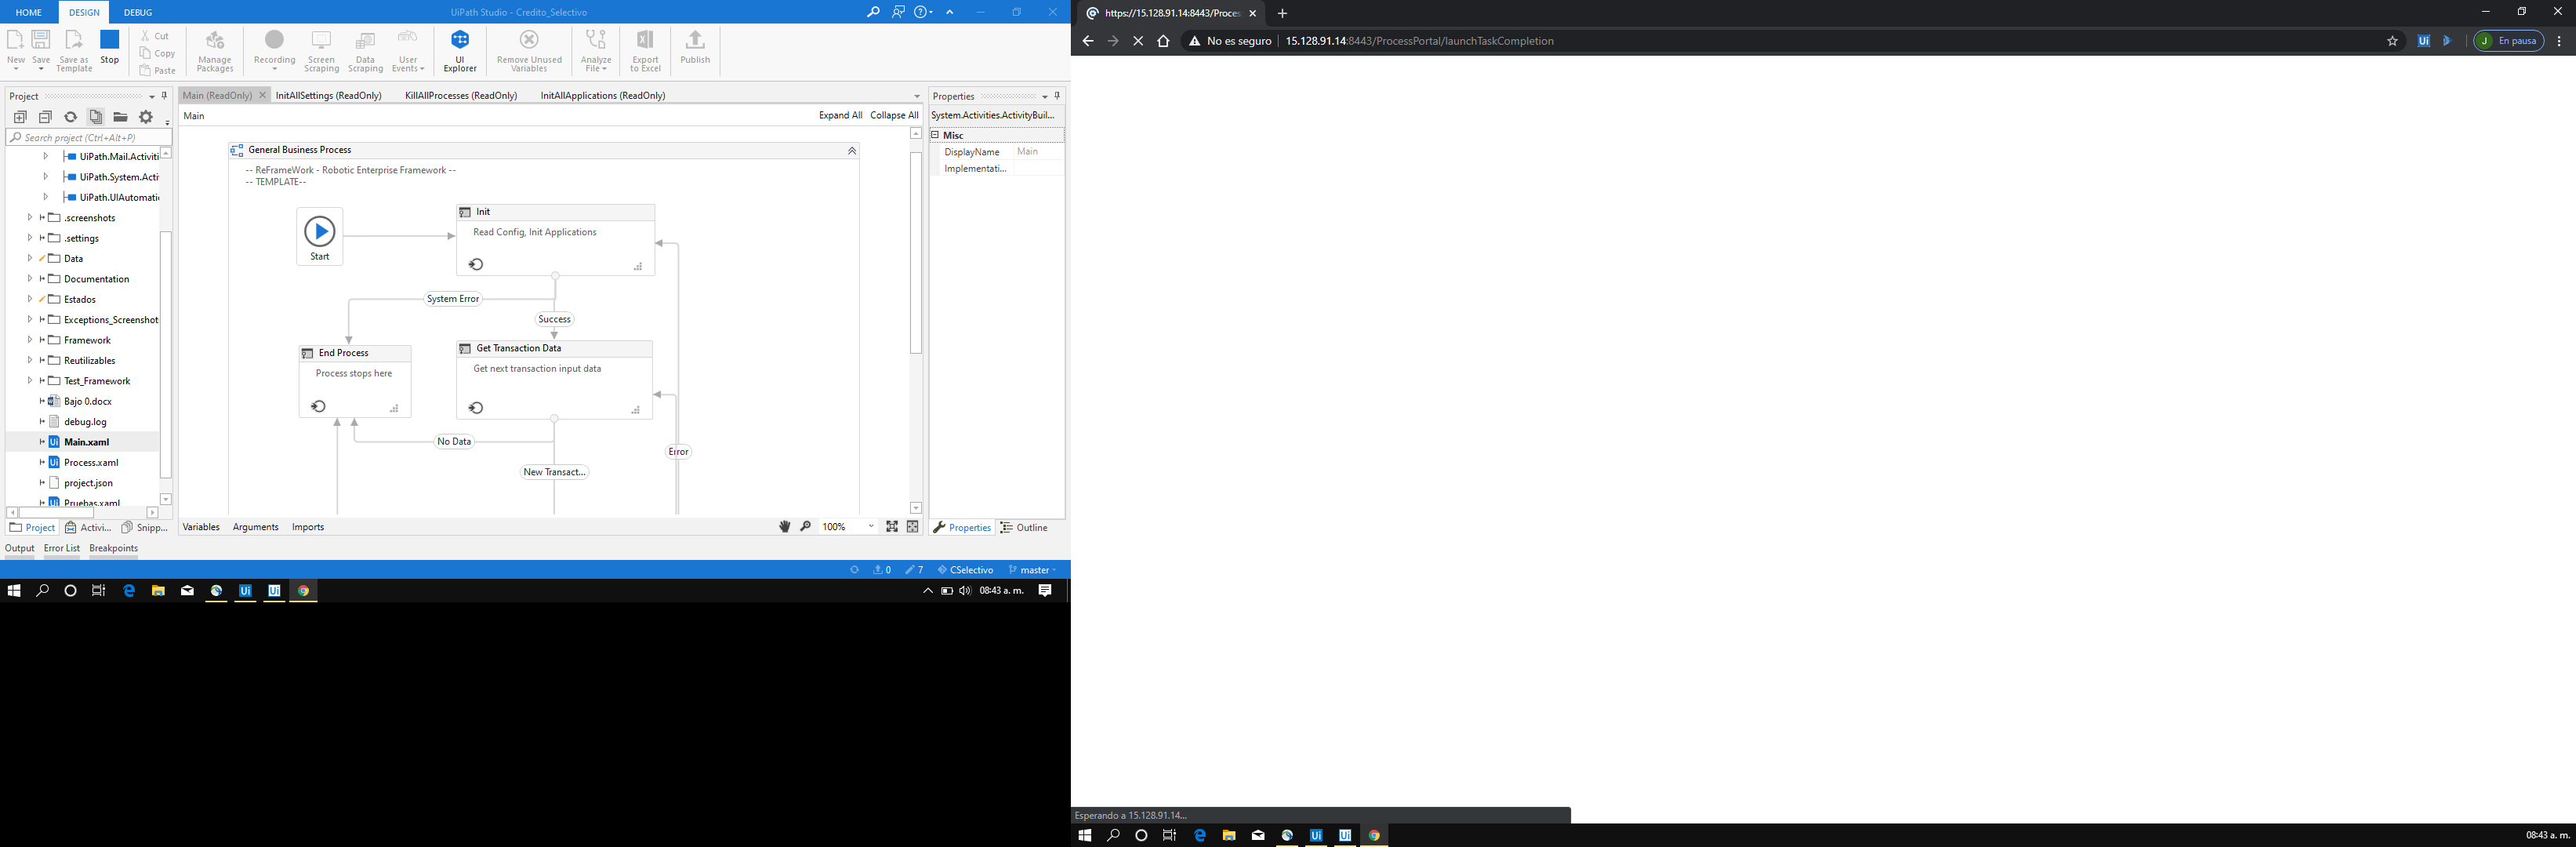 HOME DESIGN DEBUG UiPath Studio - Credito_Selectivo
New Save Save as Template Stop Cut Copy Paste Manage Packages Recording Screen Scraping Data Scraping User Events UI Explorer Remove Unused Variables Analyze File Export to Excel Publish
Project
Search project (Ctrl+Alt+P)
UiPath.Mail.Activiti
UiPath.System.Acti
UiPath.UIAutomati
.screenshots
.settings
Data
Documentation
Estados
Exceptions_Screenshot
Framework
Reutilizables
Test_Framework
Bajo 0.docx
debug.log
Main.xaml
Process.xaml
project.json
Pruebas.xaml
Project Activi... Snipp...
Main (ReadOnly) InitAllSettings (ReadOnly) KillAllProcesses (ReadOnly) InitAllApplications (ReadOnly)
Main Expand All Collapse All
General Business Process
-- ReFrameWork - Robotic Enterprise Framework --
-- TEMPLATE--
Start
Init
Read Config, Init Applications
System Error
Success
End Process
Process stops here
Get Transaction Data
Get next transaction input data
No Data
Error
New Transact...
Variables Arguments Imports 100%
Properties
System.Activities.ActivityBuil...
Misc
DisplayName Main
Implementati...
Properties Outline
Output Error List Breakpoints
0 7 CSelectivo master
08:43 a. m.
https://15.128.91.14:8443/Proces
No es seguro 15.128.91.14:8443/ProcessPortal/launchTaskCompletion
Ui J En pausa
Esperando a 15.128.91.14...
08:43 a. m.